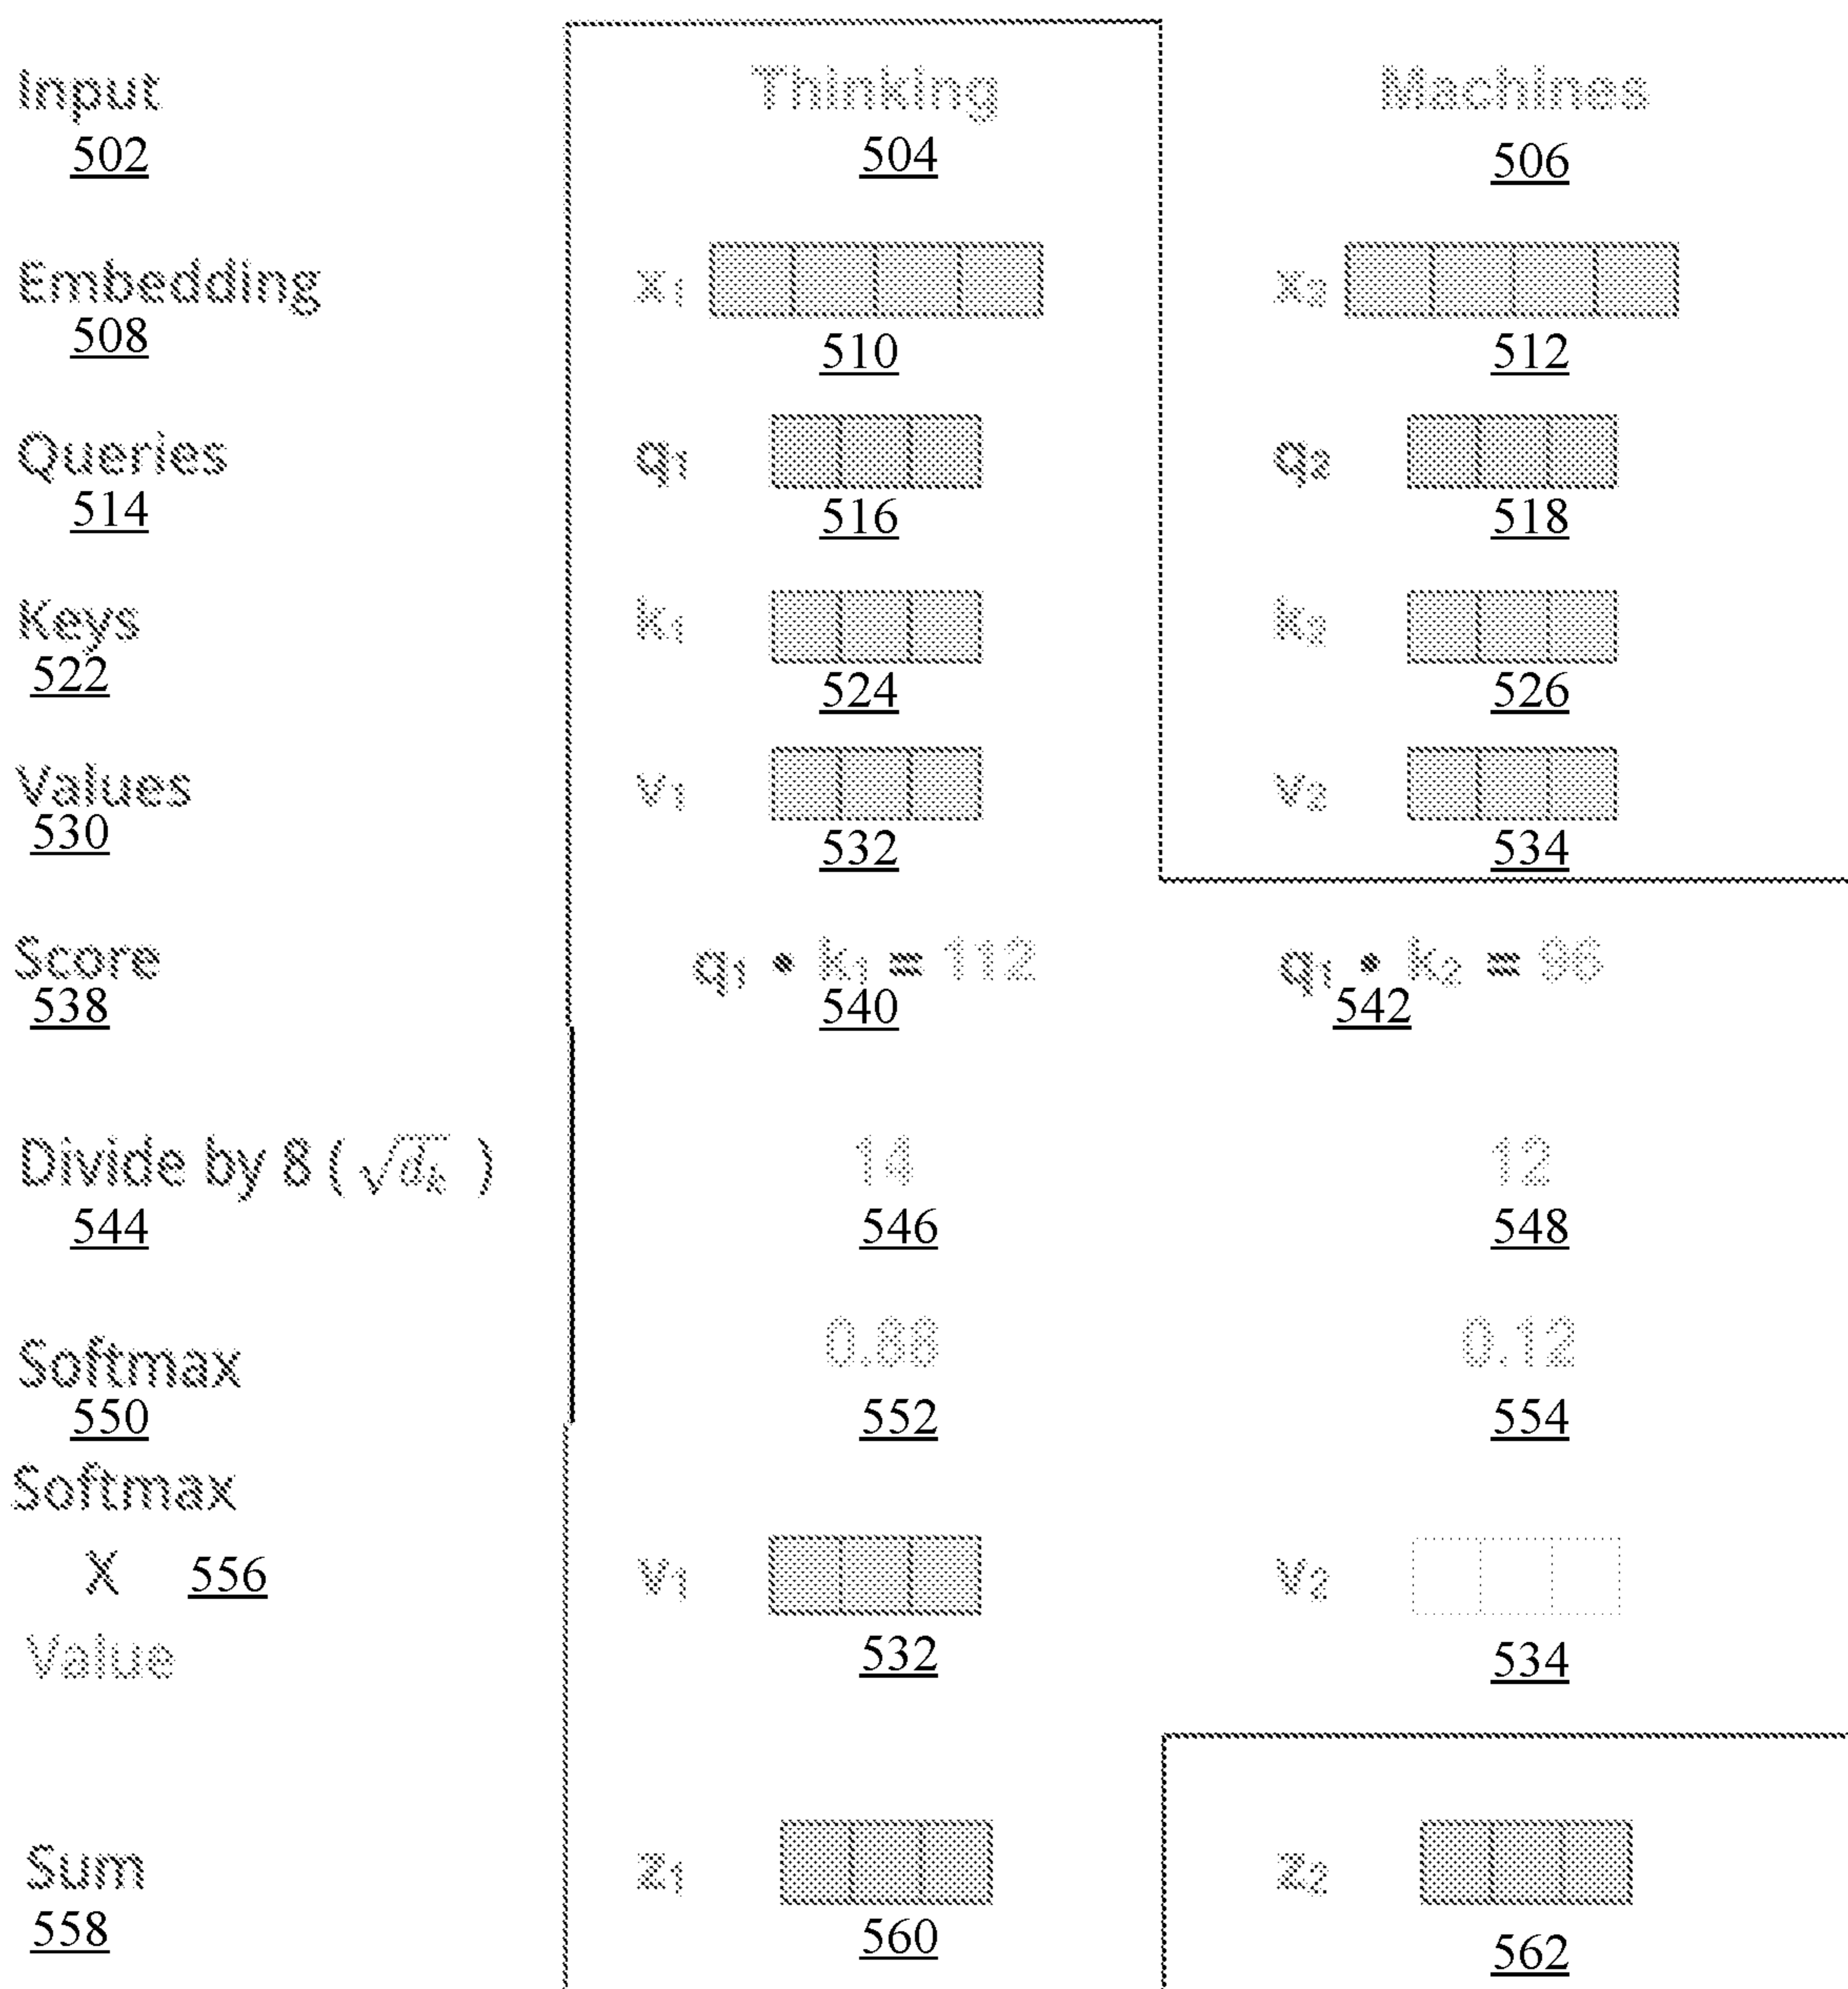 Input Thinking Machines
502 504 506
Embedding x₁ x₂
508 510 512
Queries q₁ q₂
514 516 518
Keys k₁ k₂
522 524 526
Values v₁ v₂
530 532 534
Score q₁ • k₁ = 112 q₁ • k₂ = 96
538 540 542
Divide by 8 ( √dₖ ) 14 12
544 546 548
Softmax 0.88 0.12
550 552 554
Softmax
X 556 v₁ v₂
Value 532 534
Sum z₁ z₂
558 560 562